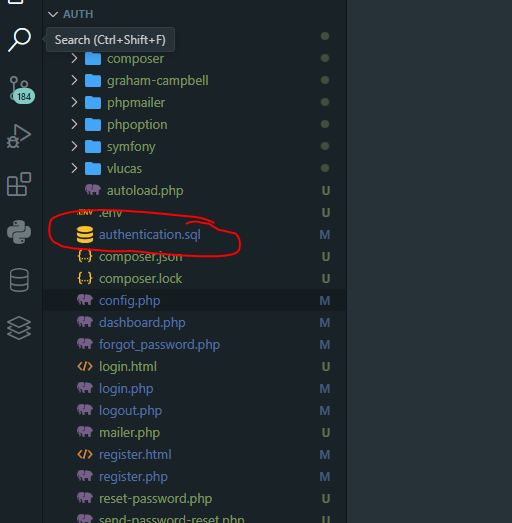 AUTH
Search (Ctrl+Shift+F)
composer
graham-campbell
184
phpmailer
phpoption
symfony
vlucas
autoload.php U
.ENV .env U
authentication.sql M
{..} composer.json U
{..} composer.lock U
config.php M
dashboard.php M
forgot_password.php M
login.html U
login.php M
logout.php M
mailer.php U
register.html M
register.php M
reset-password.php U
send-password-reset.php U